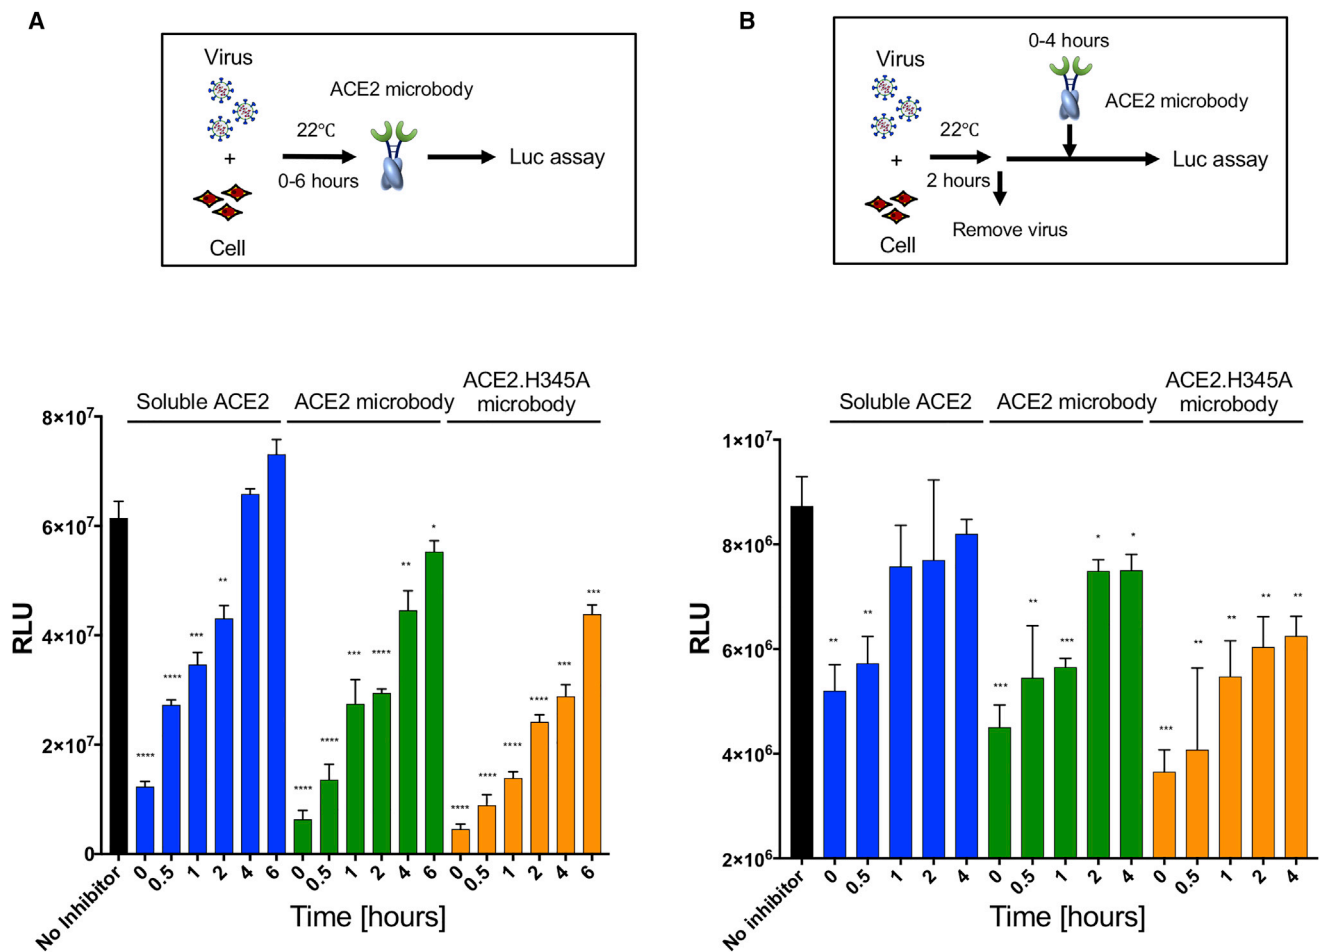 A
Virus
+
Cell
22℃
0-6 hours
ACE2 microbody
Luc assay
Soluble ACE2
ACE2 microbody
ACE2.H345A
microbody
RLU
8×10⁷
6×10⁷
4×10⁷
2×10⁷
0
****
****
***
**
****
****
***
****
**
*
****
****
****
****
***
***
No Inhibitor
0
0.5
1
2
4
6
0
0.5
1
2
4
6
0
0.5
1
2
4
6
Time [hours]
B
Virus
+
Cell
22℃
2 hours
Remove virus
0-4 hours
ACE2 microbody
Luc assay
Soluble ACE2
ACE2 microbody
ACE2.H345A
microbody
RLU
1×10⁷
8×10⁶
6×10⁶
4×10⁶
2×10⁶
**
**
***
**
***
*
*
***
**
**
**
**
No inhibitor
0
0.5
1
2
4
0
0.5
1
2
4
0
0.5
1
2
4
Time [hours]